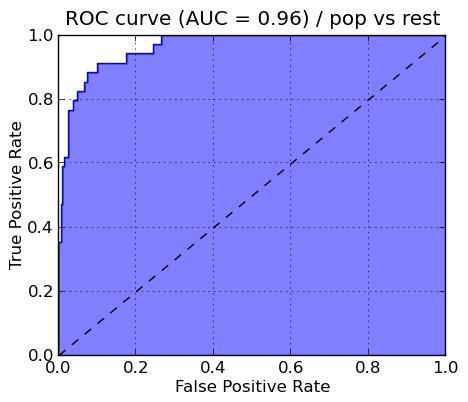 ROC curve (AUC = 0.96) / pop vs rest
1.0
0.8
0.6
0.4
0.2
0.0
True Positive Rate
0.0 0.2 0.4 0.6 0.8 1.0
False Positive Rate